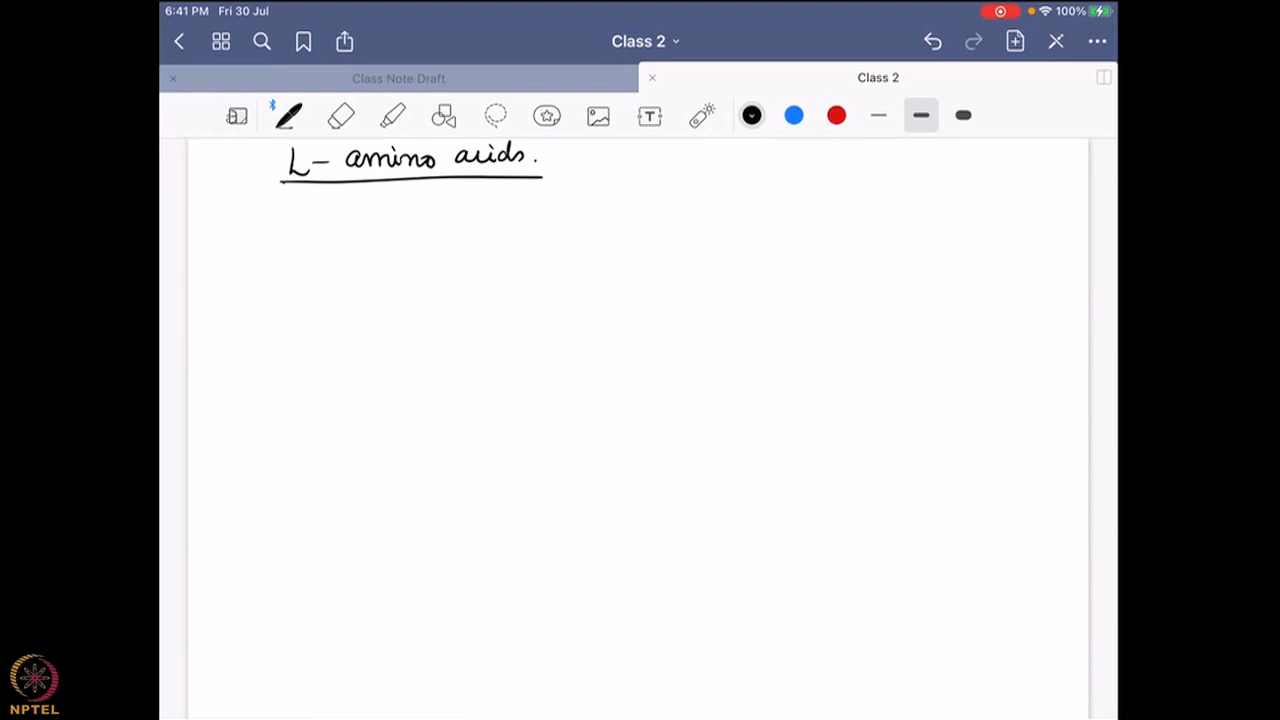 6:41 PM Fri 30 Jul 100%
Class 2
Class Note Draft
Class 2
T
L- amino acids.
NPTEL